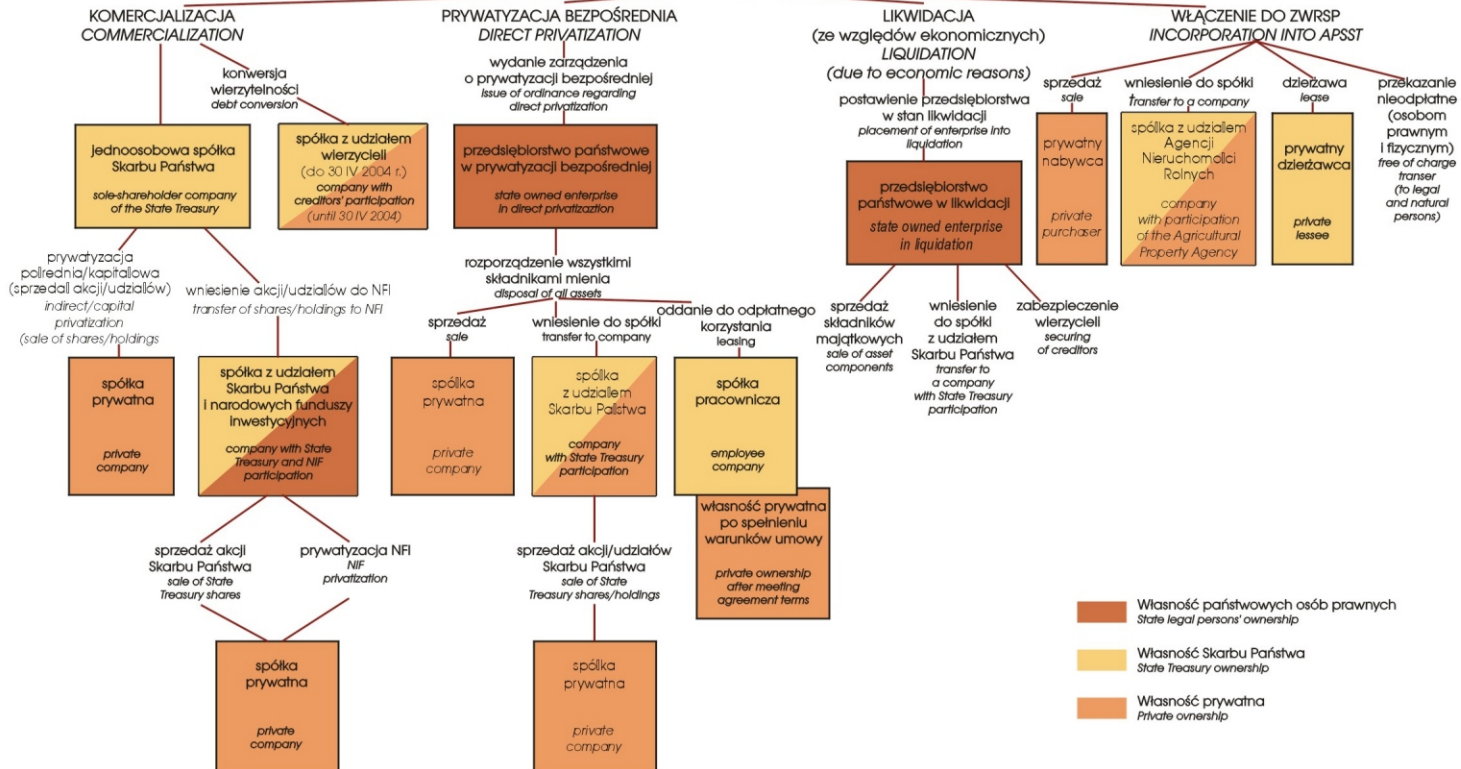 KOMERCJALIZACJA
COMMERCIALIZATION
konwersja
wierzytelności
debt conversion
jednoosobowa spółka
Skarbu Państwa
sole-shareholder company
of the State Treasury
spółka z udziałem
wierzycieli
(do 30 IV 2004 r.)
company with
creditors' participation
(until 30 IV 2004)
prywatyzacja
pośrednia/kapitałowa
(sprzedaż akcji/udziałów)
indirect/capital
privatization
(sale of shares/holdings
wniesienie akcji/udziałów do NFI
transfer of shares/holdings to NFI
spółka
prywatna
private
company
spółka z udziałem
Skarbu Państwa
i narodowych funduszy
inwestycyjnych
company with State
Treasury and NIF
participation
sprzedaż akcji
Skarbu Państwa
sale of State
Treasury shares
prywatyzacja NFI
NIF
privatization
spółka
prywatna
private
company
PRYWATYZACJA BEZPOŚREDNIA
DIRECT PRIVATIZATION
wydanie zarządzenia
o prywatyzacji bezpośredniej
issue of ordinance regarding
direct privatization
przedsiębiorstwo państwowe
w prywatyzacji bezpośredniej
state owned enterprise
in direct privatizaztion
rozporządzenie wszystkimi
składnikami mienia
disposal of all assets
sprzedaż
sale
wniesienie do spółki
transfer to company
oddanie do odpłatnego
korzystania
leasing
spółka
prywatna
private
company
spółka
z udziałem
Skarbu Państwa
company
with State Treasury
participation
spółka
pracownicza
employee
company
własność prywatna
po spełnieniu
warunków umowy
private ownership
after meeting
agreement terms
sprzedaż akcji/udziałów
Skarbu Państwa
sale of State
Treasury shares/holdings
spółka
prywatna
private
company
LIKWIDACJA
(ze względów ekonomicznych)
LIQUIDATION
(due to economic reasons)
postawienie przedsiębiorstwa
w stan likwidacji
placement of enterprise into
liquidation
przedsiębiorstwo
państwowe w likwidacji
state owned enterprise
in liquidation
sprzedaż
składników
majątkowych
sale of asset
components
wniesienie
do spółki
z udziałem
Skarbu Państwa
transfer to
a company
with State Treasury
participation
zabezpieczenie
wierzycieli
securing
of creditors
WŁĄCZENIE DO ZWRSP
INCORPORATION INTO APSST
sprzedaż
sale
wniesienie do spółki
transfer to a company
dzierżawa
lease
przekazanie
nieodpłatne
(osobom
prawnym
i fizycznym)
free of charge
transer
(to legal
and natural
persons)
prywatny
nabywca
private
purchaser
spółka z udziałem
Agencji
Nieruchomości
Rolnych
company
with participation
of the Agricultural
Property Agency
prywatny
dzierżawca
private
lessee
Własność państwowych osób prawnych
State legal persons' ownership
Własność Skarbu Państwa
State Treasury ownership
Własność prywatna
Private ownership